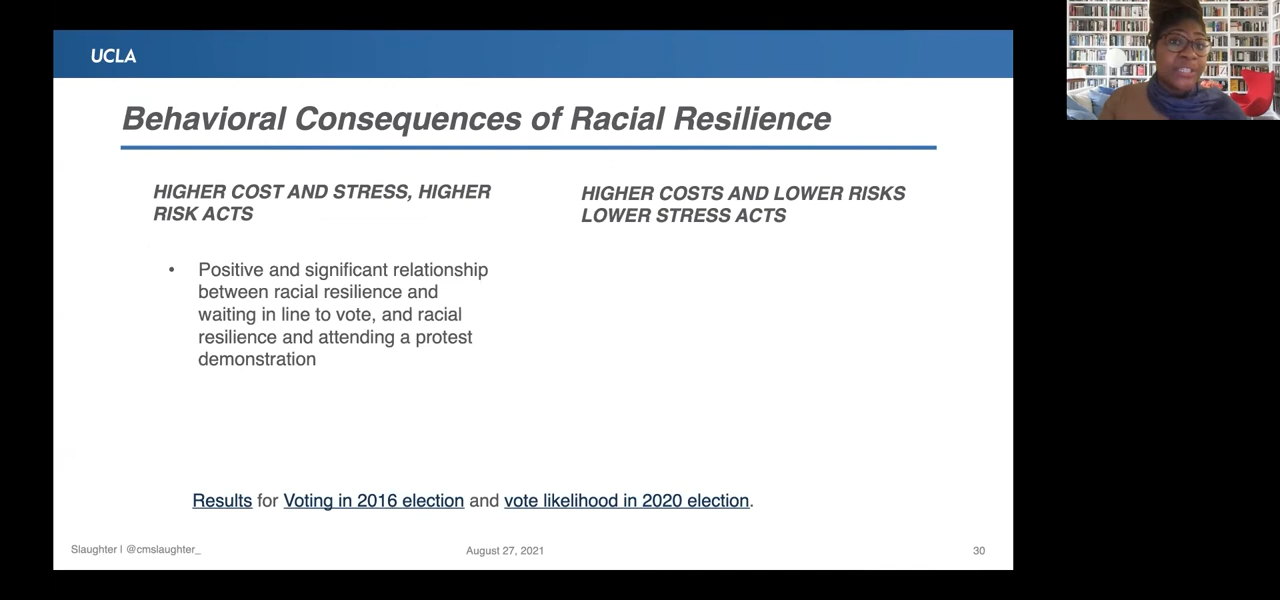 UCLA
Behavioral Consequences of Racial Resilience
HIGHER COST AND STRESS, HIGHER
RISK ACTS
• Positive and significant relationship
between racial resilience and
waiting in line to vote, and racial
resilience and attending a protest
demonstration
HIGHER COSTS AND LOWER RISKS
LOWER STRESS ACTS
Results for Voting in 2016 election and vote likelihood in 2020 election.
Slaughter | @cmslaughter_
August 27, 2021
30